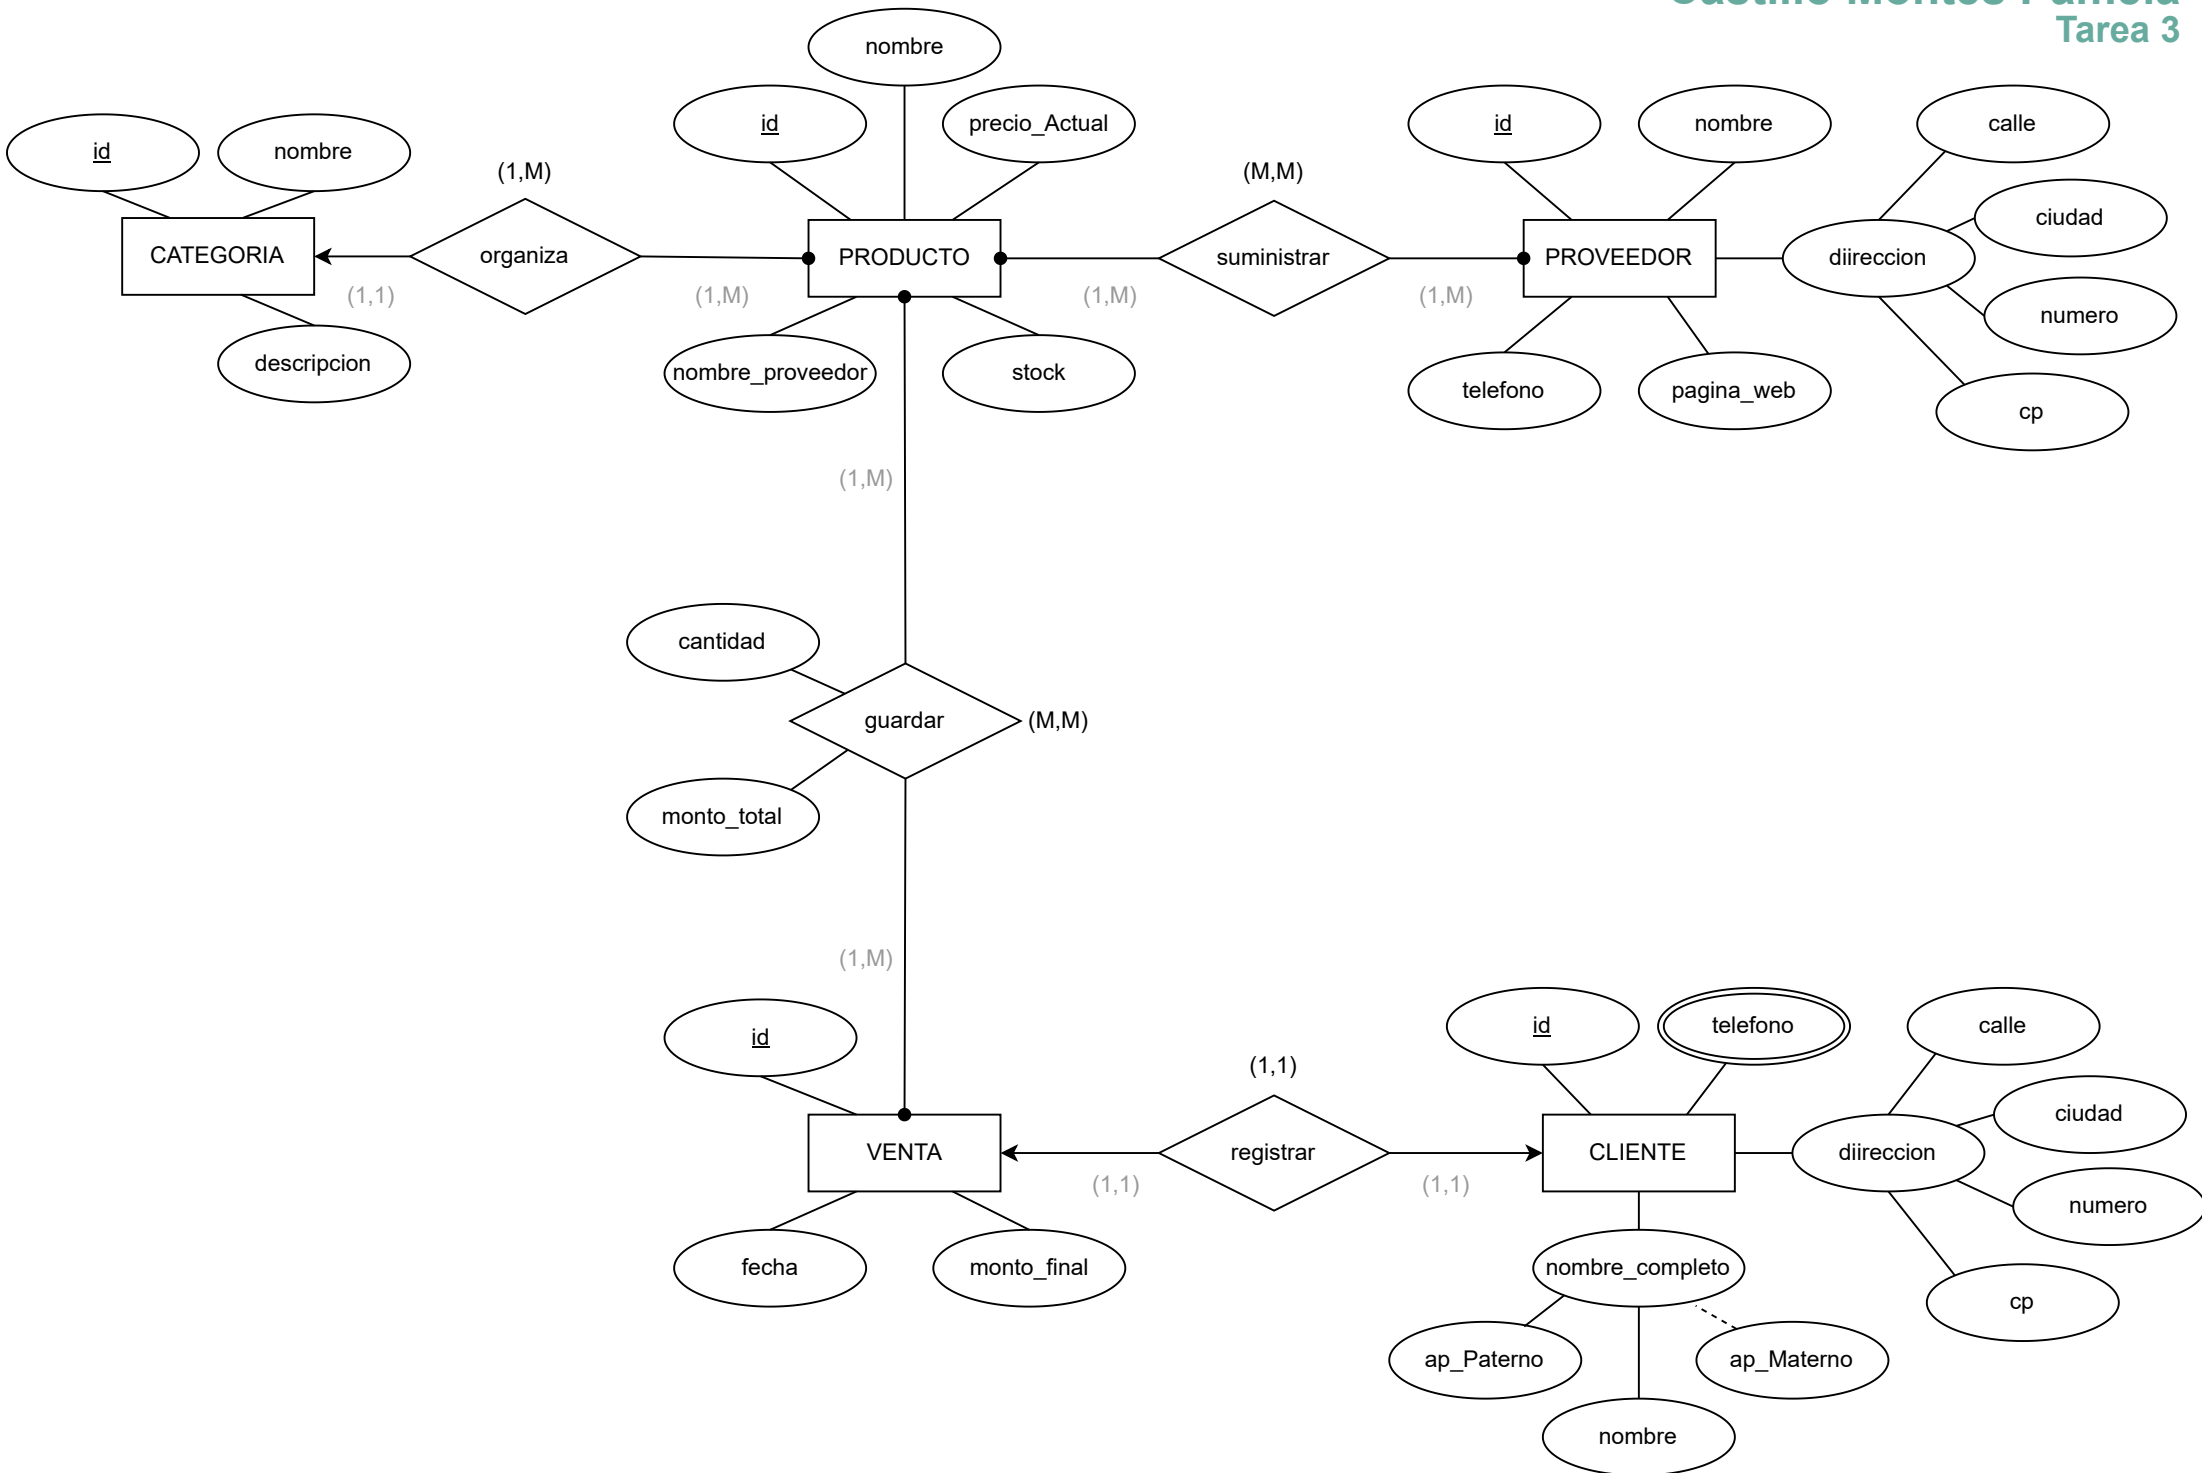 Tarea 3
nombre
id
precio_Actual
id
nombre
calle
id
nombre
(1,M)
(M,M)
ciudad
CATEGORIA
organiza
PRODUCTO
suministrar
PROVEEDOR
diireccion
(1,1)
(1,M)
(1,M)
(1,M)
numero
descripcion
nombre_proveedor
stock
telefono
pagina_web
cp
(1,M)
cantidad
guardar
(M,M)
monto_total
(1,M)
id
id
telefono
calle
(1,1)
ciudad
VENTA
registrar
CLIENTE
diireccion
(1,1)
(1,1)
numero
fecha
monto_final
nombre_completo
cp
ap_Paterno
ap_Materno
nombre